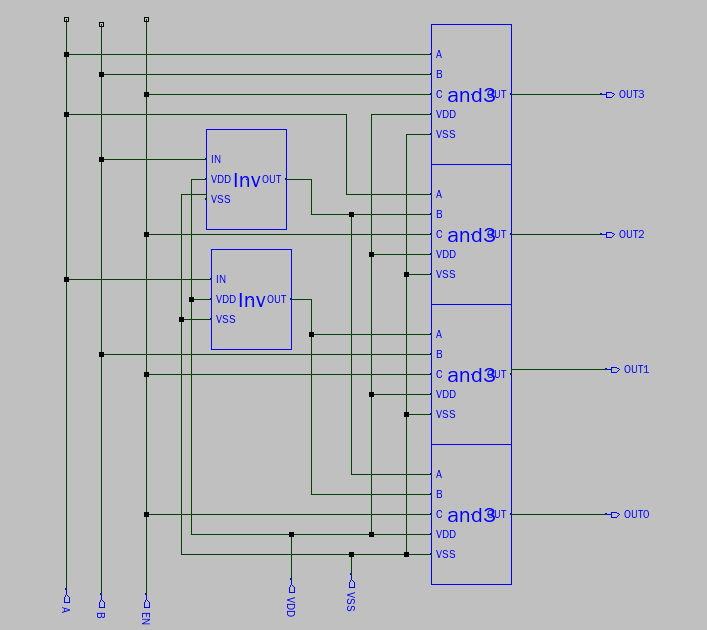 A
B
C and3 OUT OUT3
VDD
VSS
IN
VDD Inv OUT
VSS
A
B
C and3 OUT OUT2
VDD
VSS
IN
VDD Inv OUT
VSS
A
B
C and3 OUT OUT1
VDD
VSS
A
B
C and3 OUT OUT0
VDD
VSS
A
B
EN
VDD
VSS